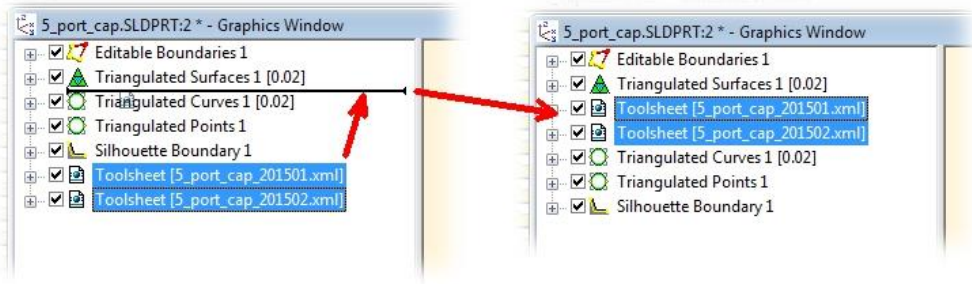 5_port_cap.SLDPRT:2 * - Graphics Window
Editable Boundaries 1
Triangulated Surfaces 1 [0.02]
Triangulated Curves 1 [0.02]
Triangulated Points 1
Silhouette Boundary 1
Toolsheet [5_port_cap_201501.xml]
Toolsheet [5_port_cap_201502.xml]
5_port_cap.SLDPRT:2 * - Graphics Window
Editable Boundaries 1
Triangulated Surfaces 1 [0.02]
Toolsheet [5_port_cap_201501.xml]
Toolsheet [5_port_cap_201502.xml]
Triangulated Curves 1 [0.02]
Triangulated Points 1
Silhouette Boundary 1